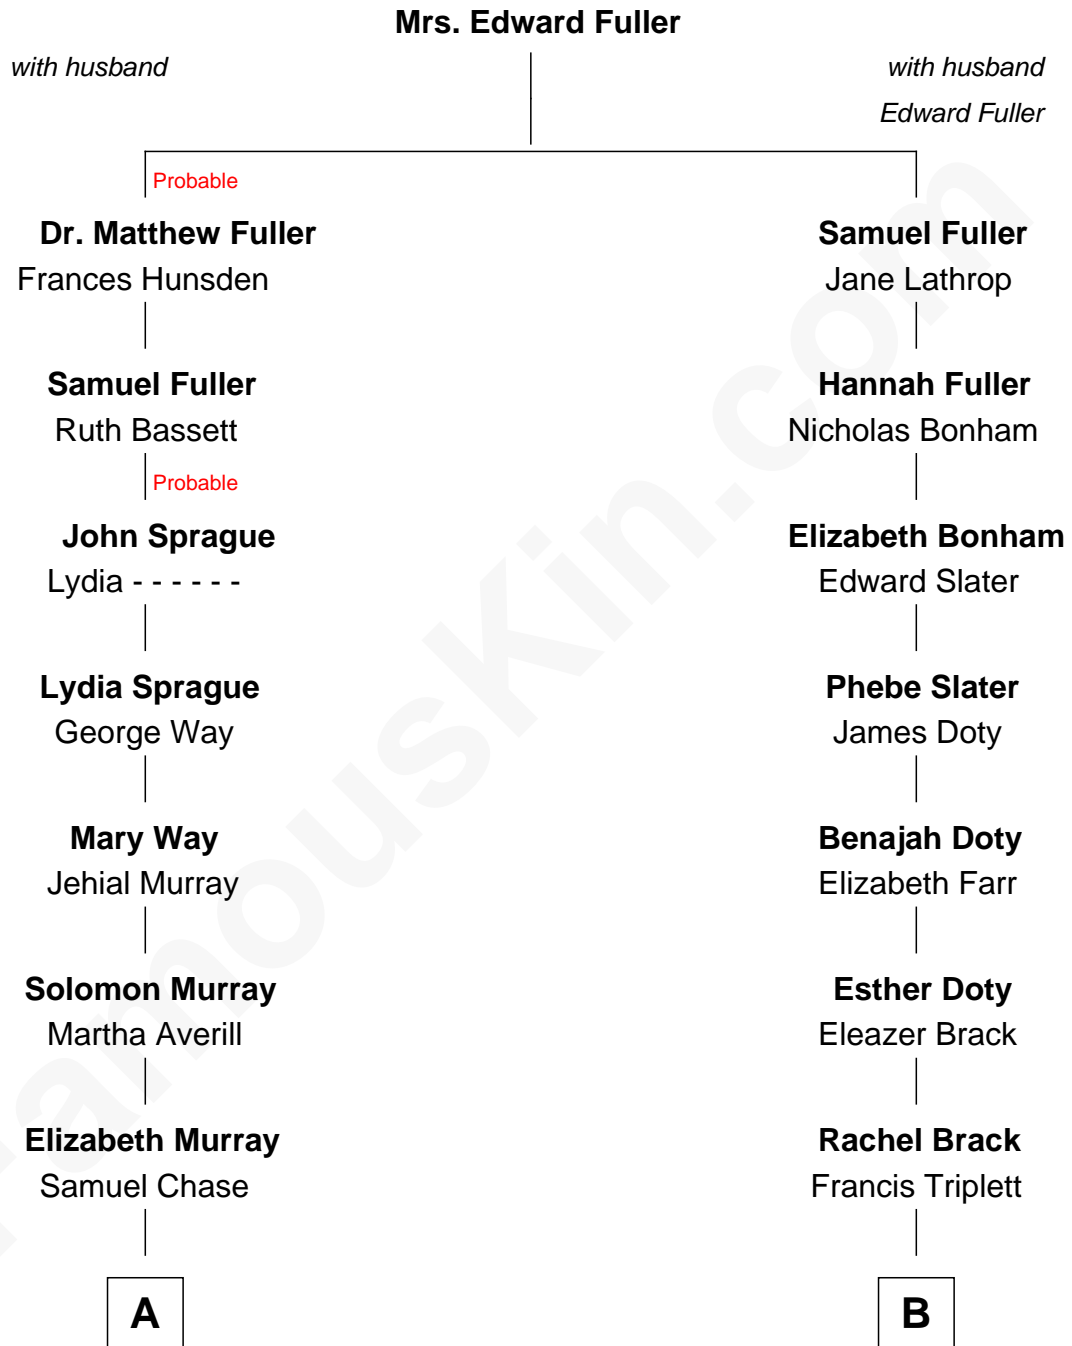 Mrs. Edward Fuller
with husband
with husband
Edward Fuller
Probable
Dr. Matthew Fuller
Frances Hunsden
Samuel Fuller
Jane Lathrop
Samuel Fuller
Ruth Bassett
Hannah Fuller
Nicholas Bonham
Probable
John Sprague
Lydia - - - - - -
Elizabeth Bonham
Edward Slater
Lydia Sprague
George Way
Phebe Slater
James Doty
Mary Way
Jehial Murray
Benajah Doty
Elizabeth Farr
Solomon Murray
Martha Averill
Esther Doty
Eleazer Brack
Elizabeth Murray
Samuel Chase
Rachel Brack
Francis Triplett
A
B
FamousKin.com